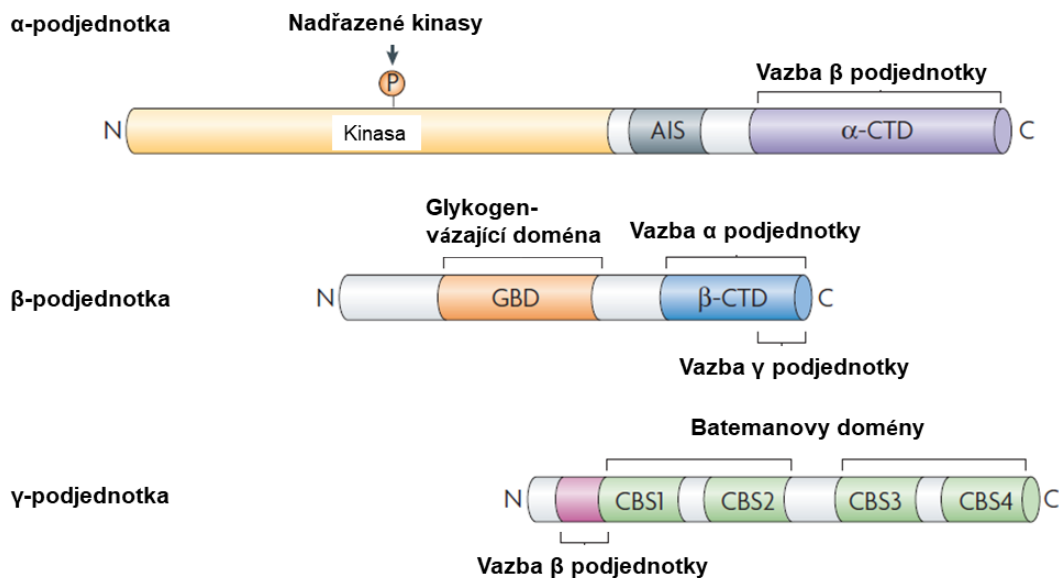 α-podjednotka
Nadřazené kinasy
P
Vazba β podjednotky
N
Kinasa
AIS
α-CTD
C
Glykogen-
vázající doména
Vazba α podjednotky
β-podjednotka
N
GBD
β-CTD
C
Vazba γ podjednotky
Batemanovy domény
γ-podjednotka
N
CBS1
CBS2
CBS3
CBS4
C
Vazba β podjednotky